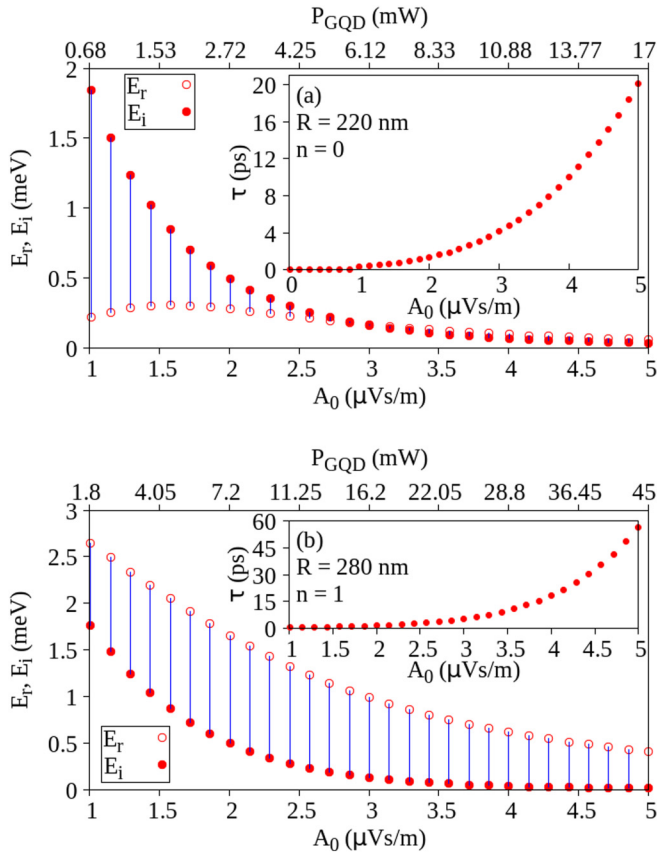 P_GQD (mW)
0.68 1.53 2.72 4.25 6.12 8.33 10.88 13.77 17
2
1.5
1
0.5
0
E_r, E_i (meV)
E_r
E_i
(a)
R = 220 nm
n = 0
τ (ps)
20
16
12
8
4
0
0 1 2 3 4 5
A_0 (μVs/m)
1 1.5 2 2.5 3 3.5 4 4.5 5
A_0 (μVs/m)
P_GQD (mW)
1.8 4.05 7.2 11.25 16.2 22.05 28.8 36.45 45
3
2.5
2
1.5
1
0.5
0
E_r, E_i (meV)
(b)
R = 280 nm
n = 1
τ (ps)
60
45
30
15
0
1 1.5 2 2.5 3 3.5 4 4.5 5
A_0 (μVs/m)
E_r
E_i
1 1.5 2 2.5 3 3.5 4 4.5 5
A_0 (μVs/m)